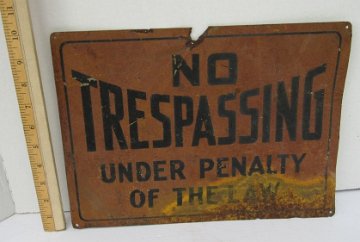 NO
TRESPASSING
UNDER PENALTY
OF THE LAW